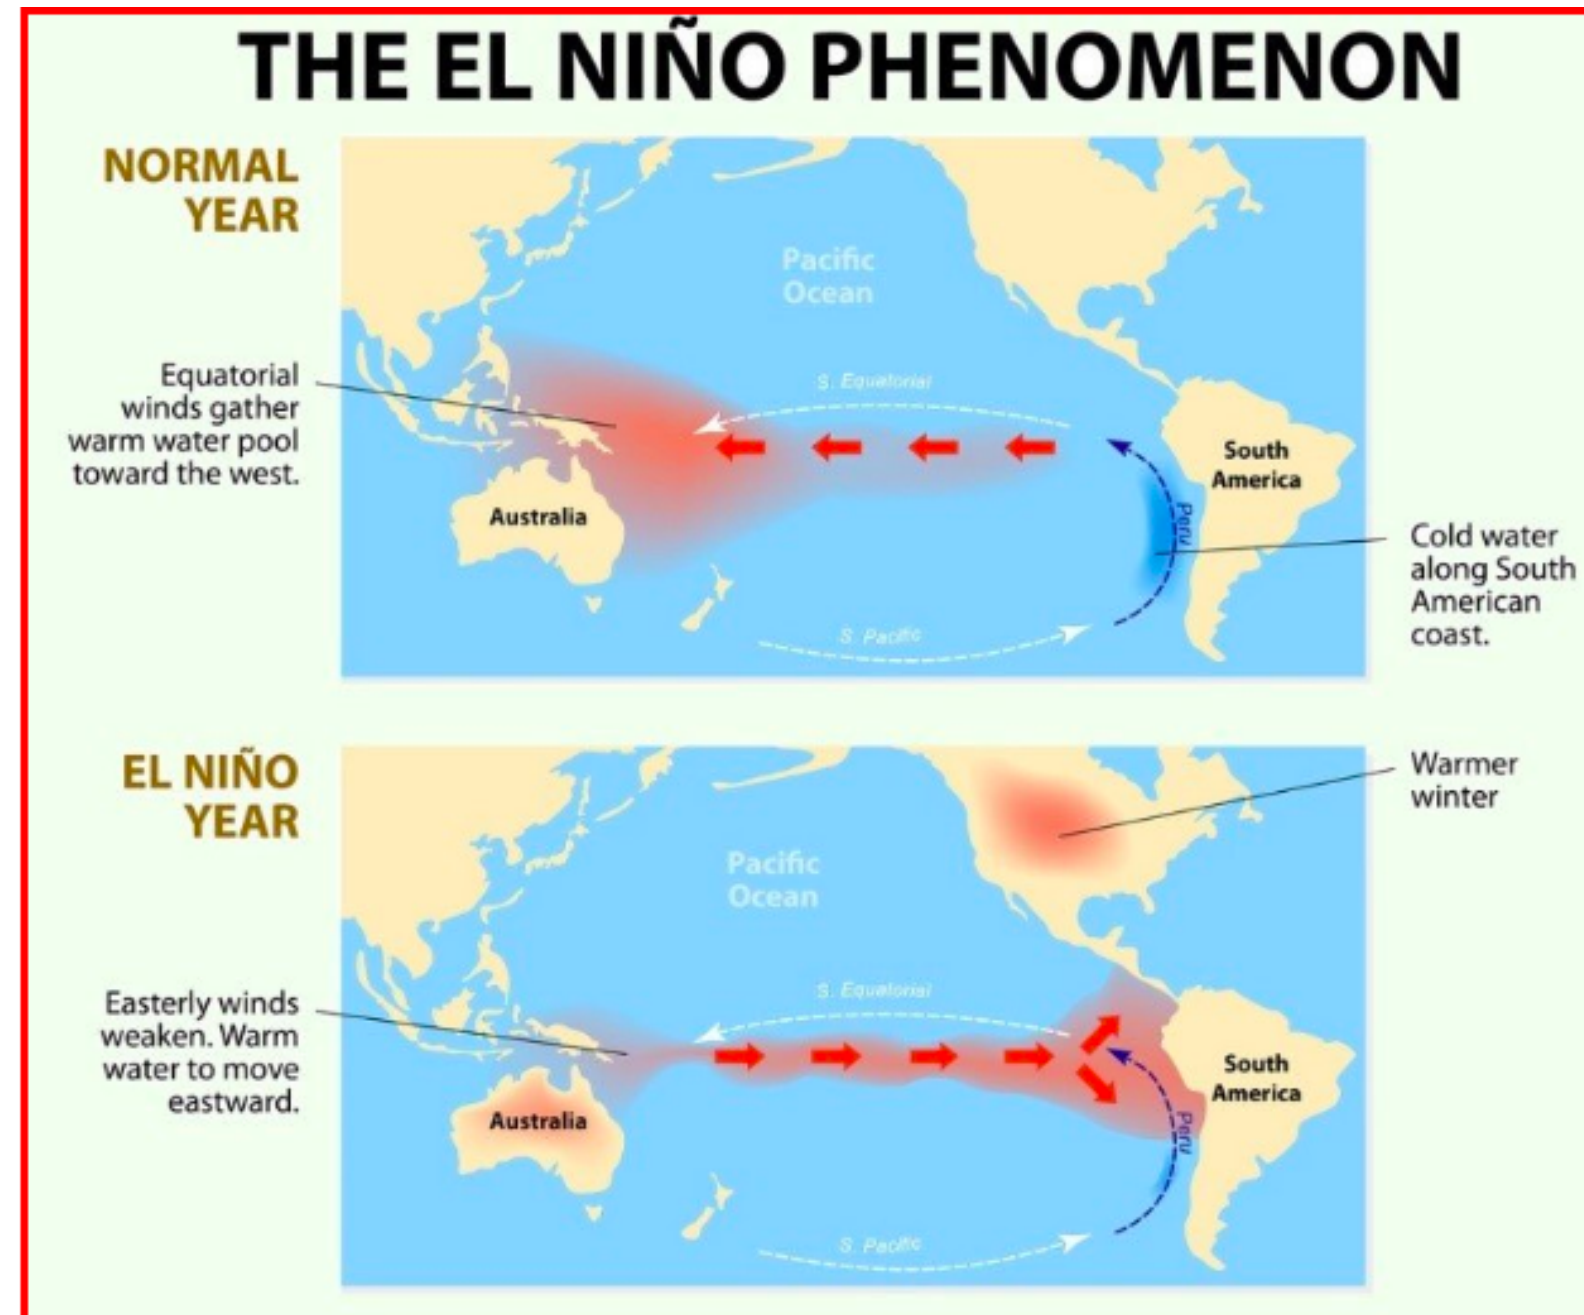 THE EL NIÑO PHENOMENON
NORMAL
YEAR
Pacific
Ocean
Equatorial
winds gather
warm water pool
toward the west.
S. Equatorial
South
America
Australia
Peru
Cold water
along South
American
coast.
S. Pacific
EL NIÑO
YEAR
Warmer
winter
Pacific
Ocean
Easterly winds
weaken. Warm
water to move
eastward.
S. Equatorial
South
America
Australia
Peru
S. Pacific